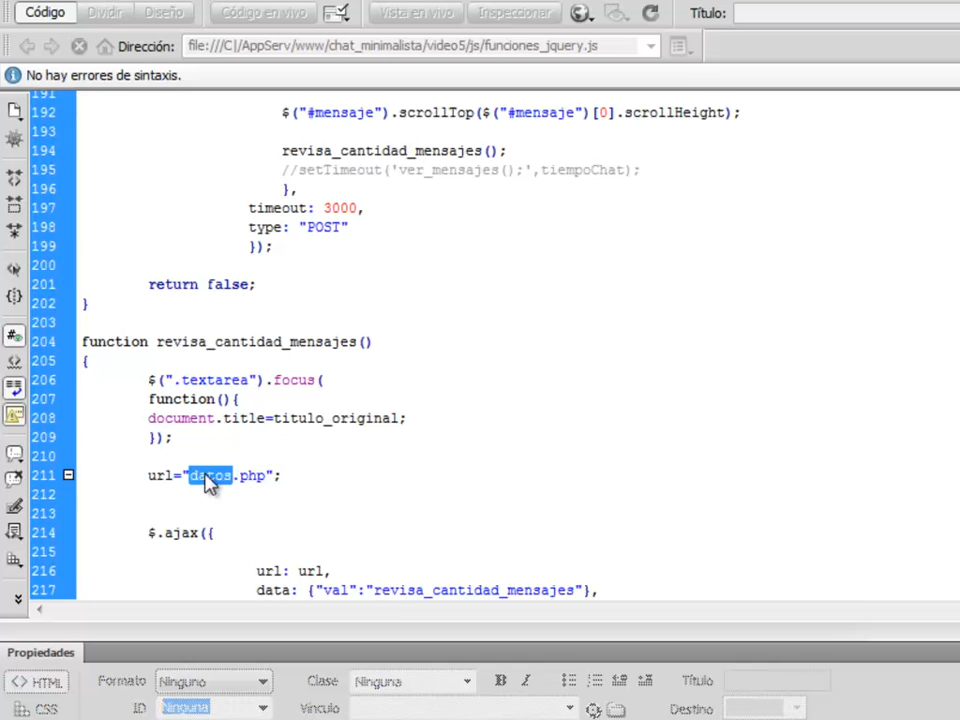 Código Dividir Diseño Código en vivo Vista en vivo Inspeccionar Título:
Dirección: file:///C|/AppServ/www/chat_minimalista/video5/js/funciones_jquery.js
No hay errores de sintaxis.
191
192 $("#mensaje").scrollTop($("#mensaje")[0].scrollHeight);
193
194 revisa_cantidad_mensajes();
195 //setTimeout('ver_mensajes();',tiempoChat);
196 },
197 timeout: 3000,
198 type: "POST"
199 });
200
201 return false;
202 }
203
204 function revisa_cantidad_mensajes()
205 {
206 $(".textarea").focus(
207 function(){
208 document.title=titulo_original;
209 });
210
211 url="datos.php";
212
213
214 $.ajax({
215
216 url: url,
217 data: {"val":"revisa_cantidad_mensajes"},
Propiedades
<> HTML Formato Ninguno Clase Ninguna B I Título
CSS ID Ninguna Vínculo Destino